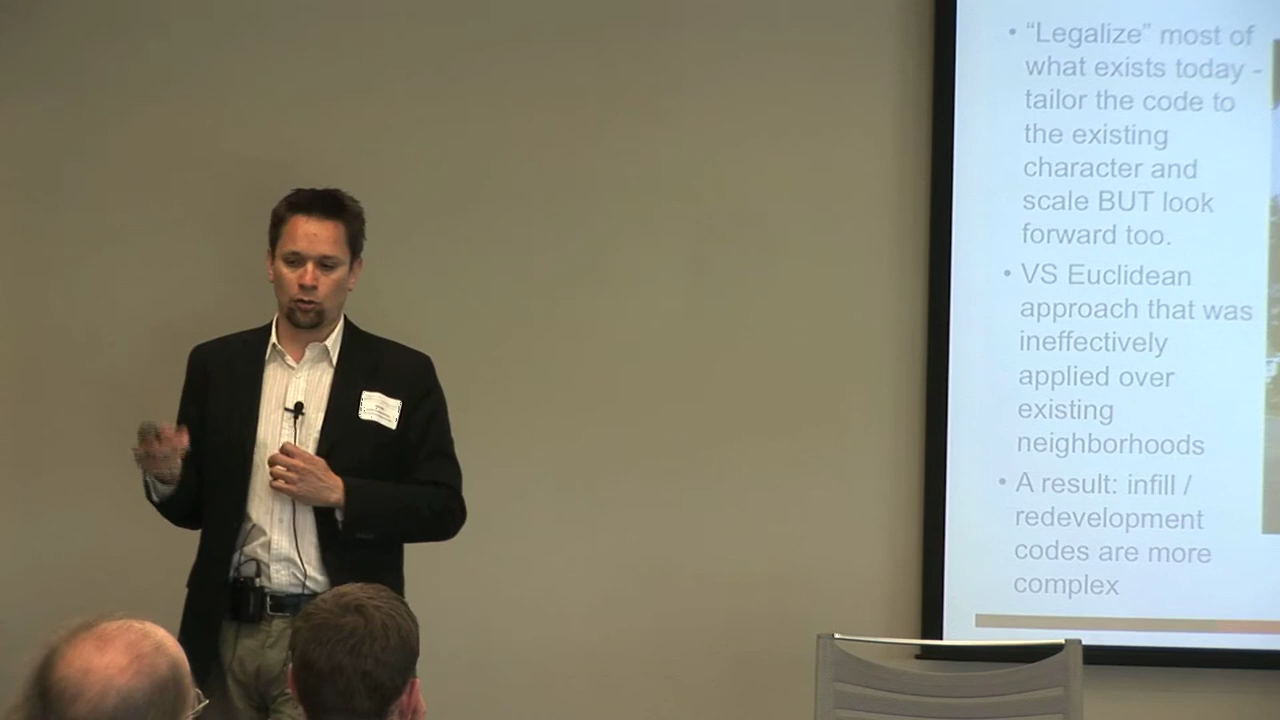 • “Legalize” most of
what exists today -
tailor the code to
the existing
character and
scale BUT look
forward too.
• VS Euclidean
approach that was
ineffectively
applied over
existing
neighborhoods
• A result: infill /
redevelopment
codes are more
complex